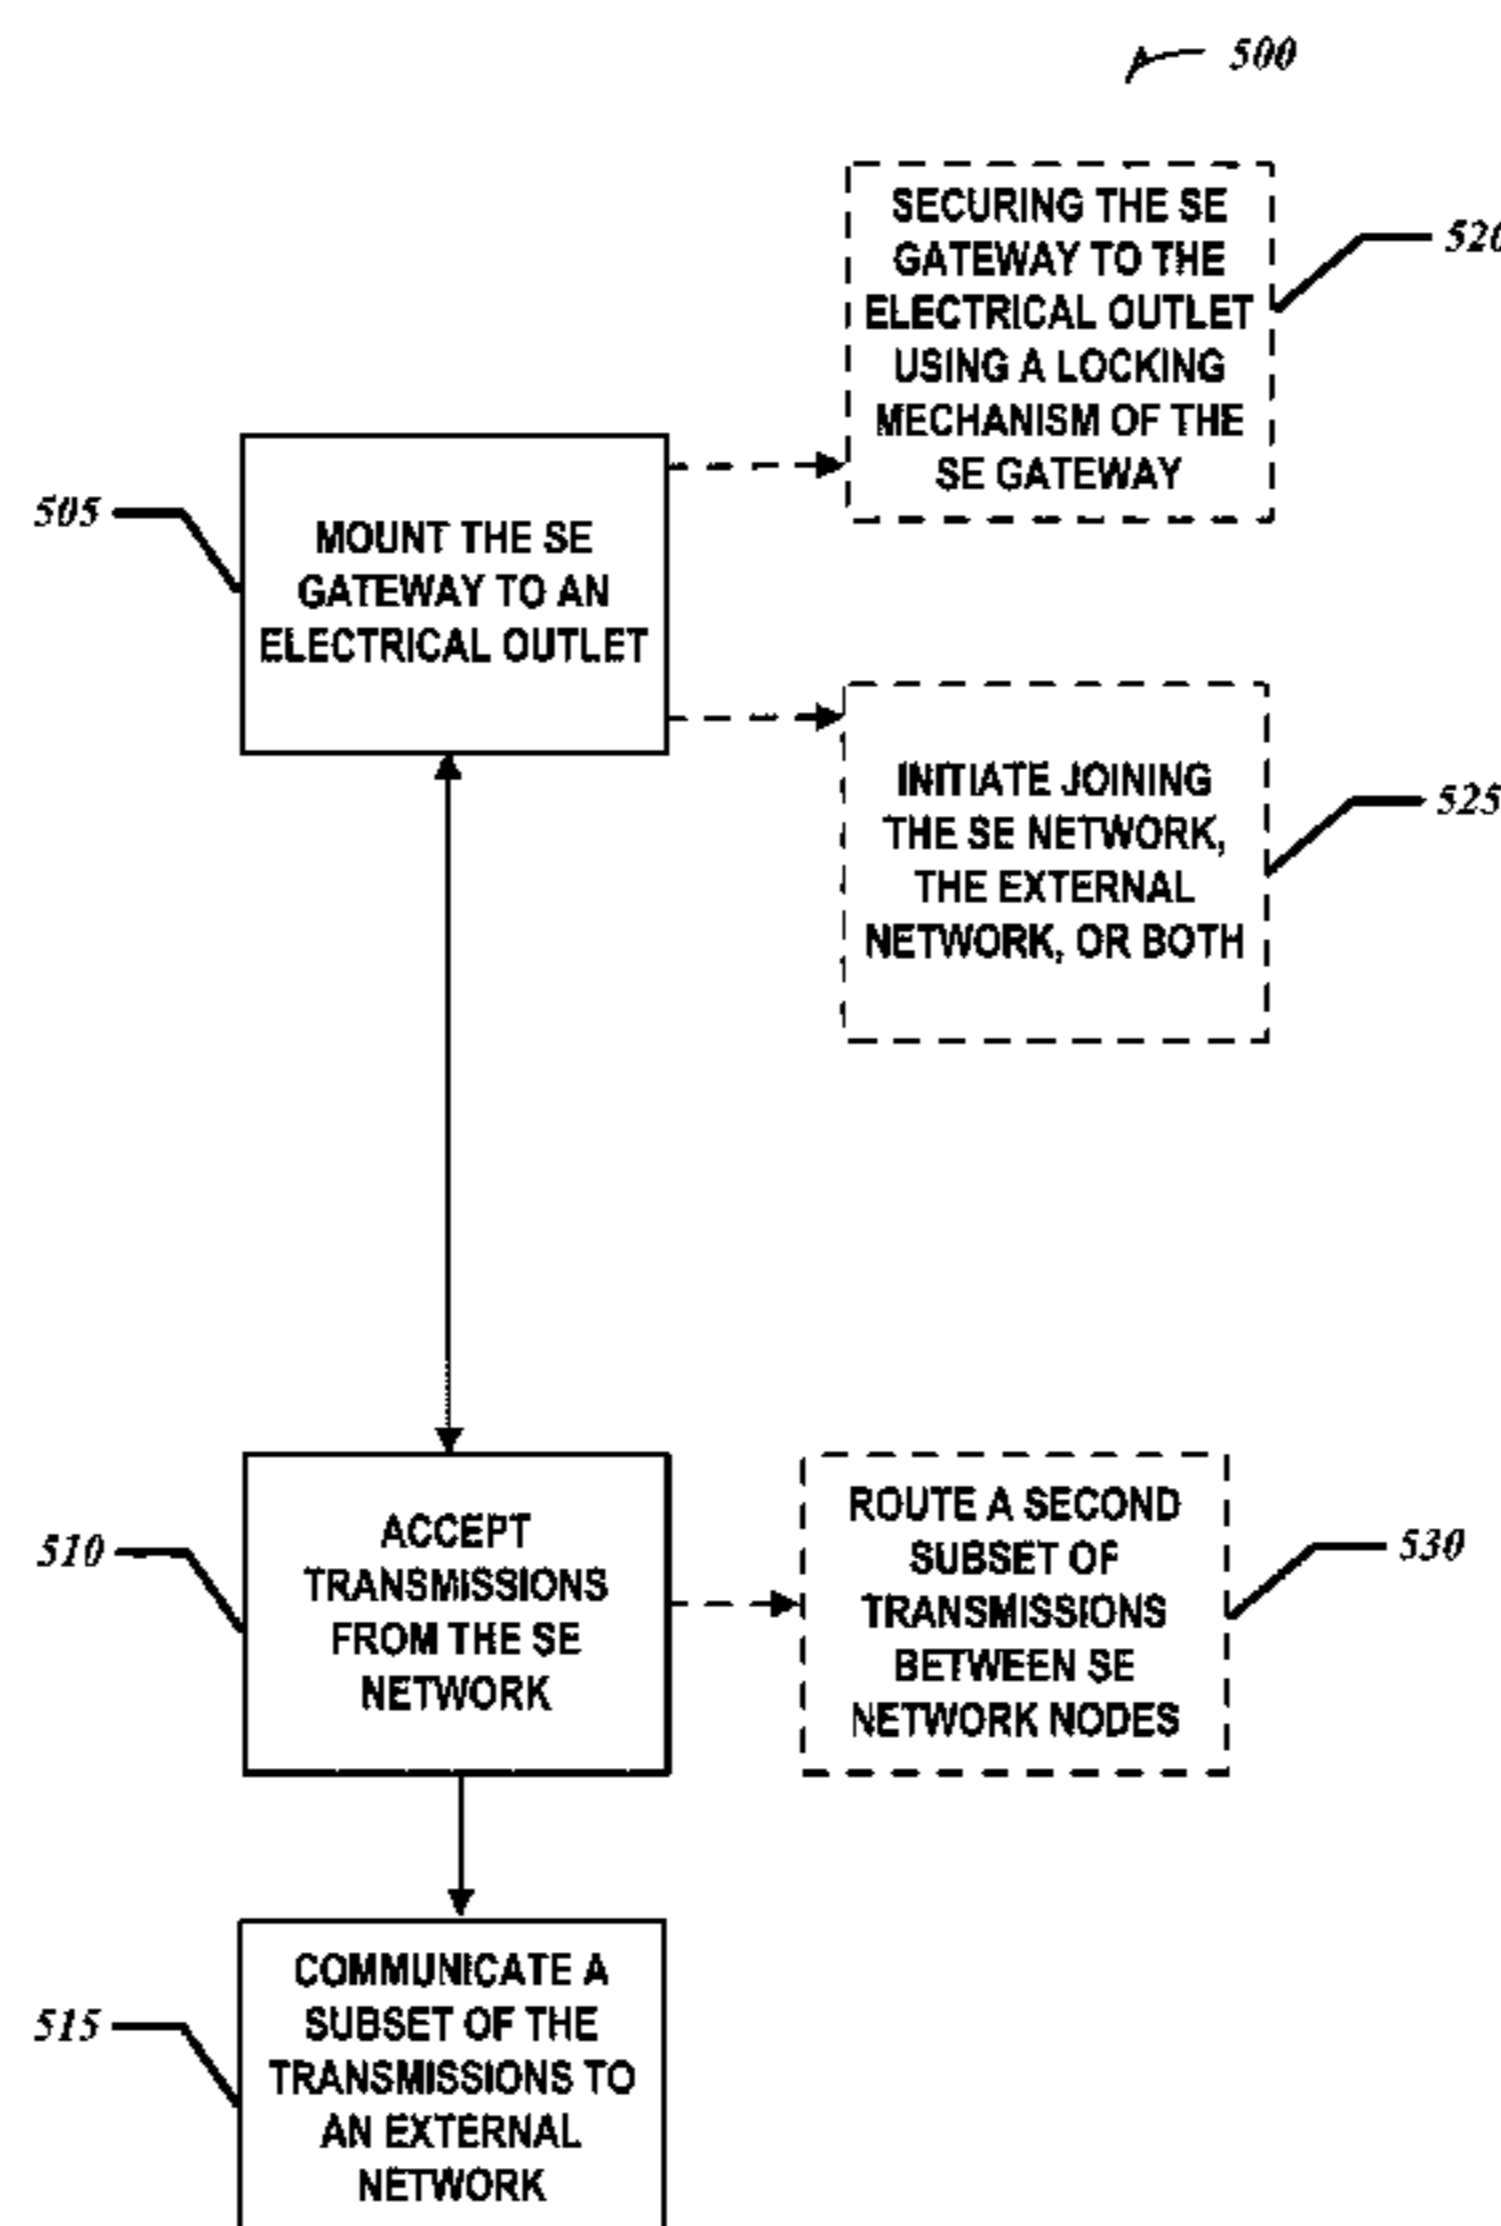 500
SECURING THE SE
GATEWAY TO THE
ELECTRICAL OUTLET
USING A LOCKING
MECHANISM OF THE
SE GATEWAY
520
505
MOUNT THE SE
GATEWAY TO AN
ELECTRICAL OUTLET
INITIATE JOINING
THE SE NETWORK,
THE EXTERNAL
NETWORK, OR BOTH
525
510
ACCEPT
TRANSMISSIONS
FROM THE SE
NETWORK
ROUTE A SECOND
SUBSET OF
TRANSMISSIONS
BETWEEN SE
NETWORK NODES
530
515
COMMUNICATE A
SUBSET OF THE
TRANSMISSIONS TO
AN EXTERNAL
NETWORK